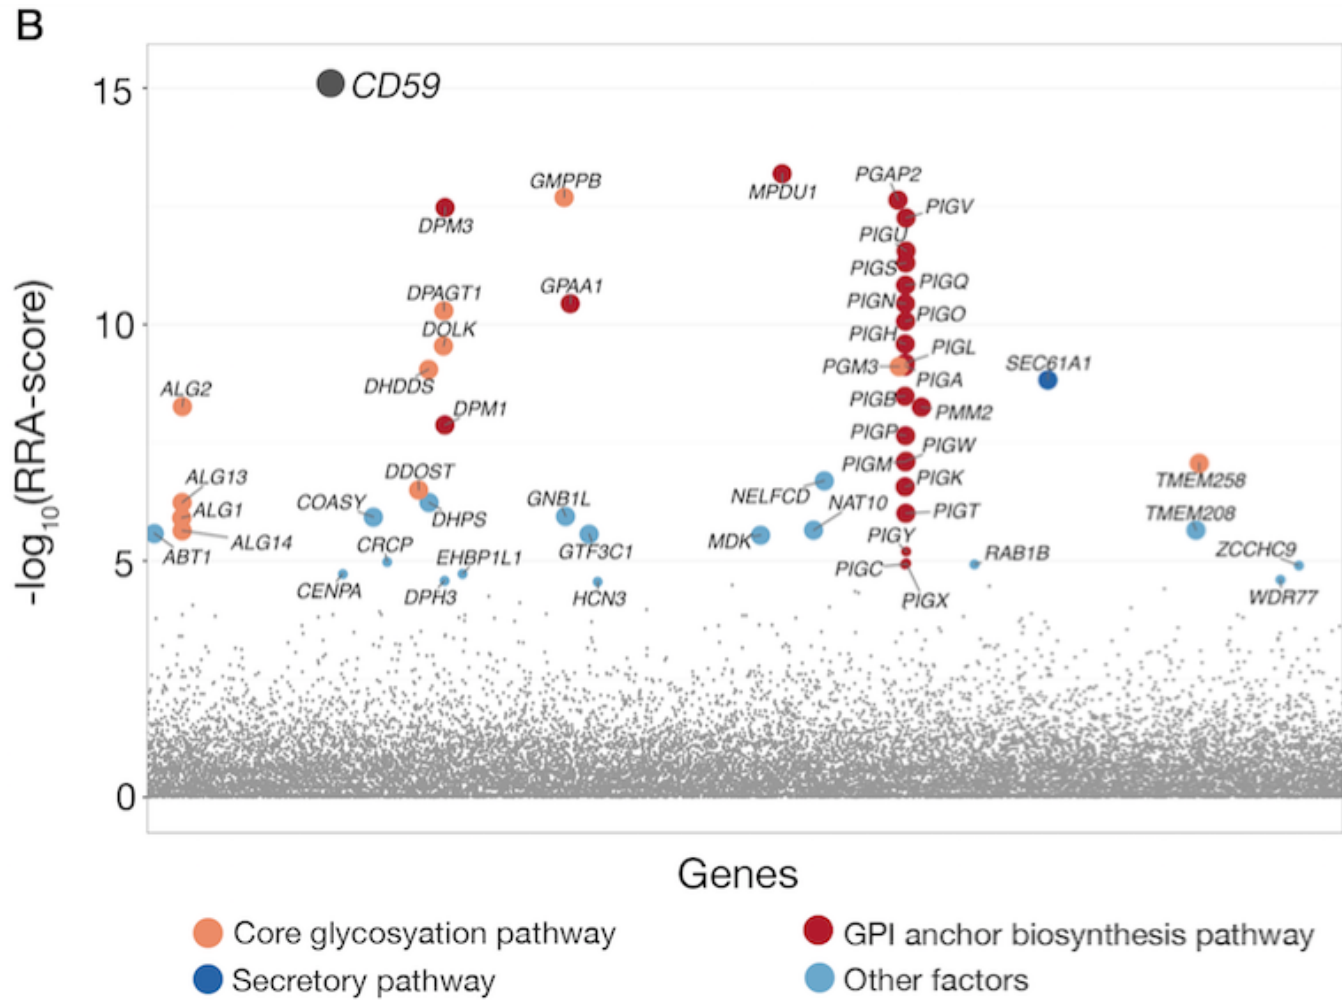 B
15
CD59
GMPPB
MPDU1
PGAP2
DPM3
PIGV
PIGU
PIGS
DPAGT1
GPAA1
PIGQ
PIGN
PIGO
10
DOLK
PIGH
PIGL
PGM3
SEC61A1
DHDDS
PIGA
ALG2
PIGB
DPM1
PMM2
PIGP
PIGW
PIGM
ALG13
DDOST
PIGK
TMEM258
COASY
GNB1L
NELFCD
NAT10
ALG1
DHPS
PIGT
TMEM208
ALG14
PIGY
MDK
ABT1
CRCP
EHBP1L1
GTF3C1
RAB1B
ZCCHC9
5
PIGC
CENPA
DPH3
HCN3
PIGX
WDR77
0
-log10(RRA-score)
Genes
Core glycosyation pathway
GPI anchor biosynthesis pathway
Secretory pathway
Other factors